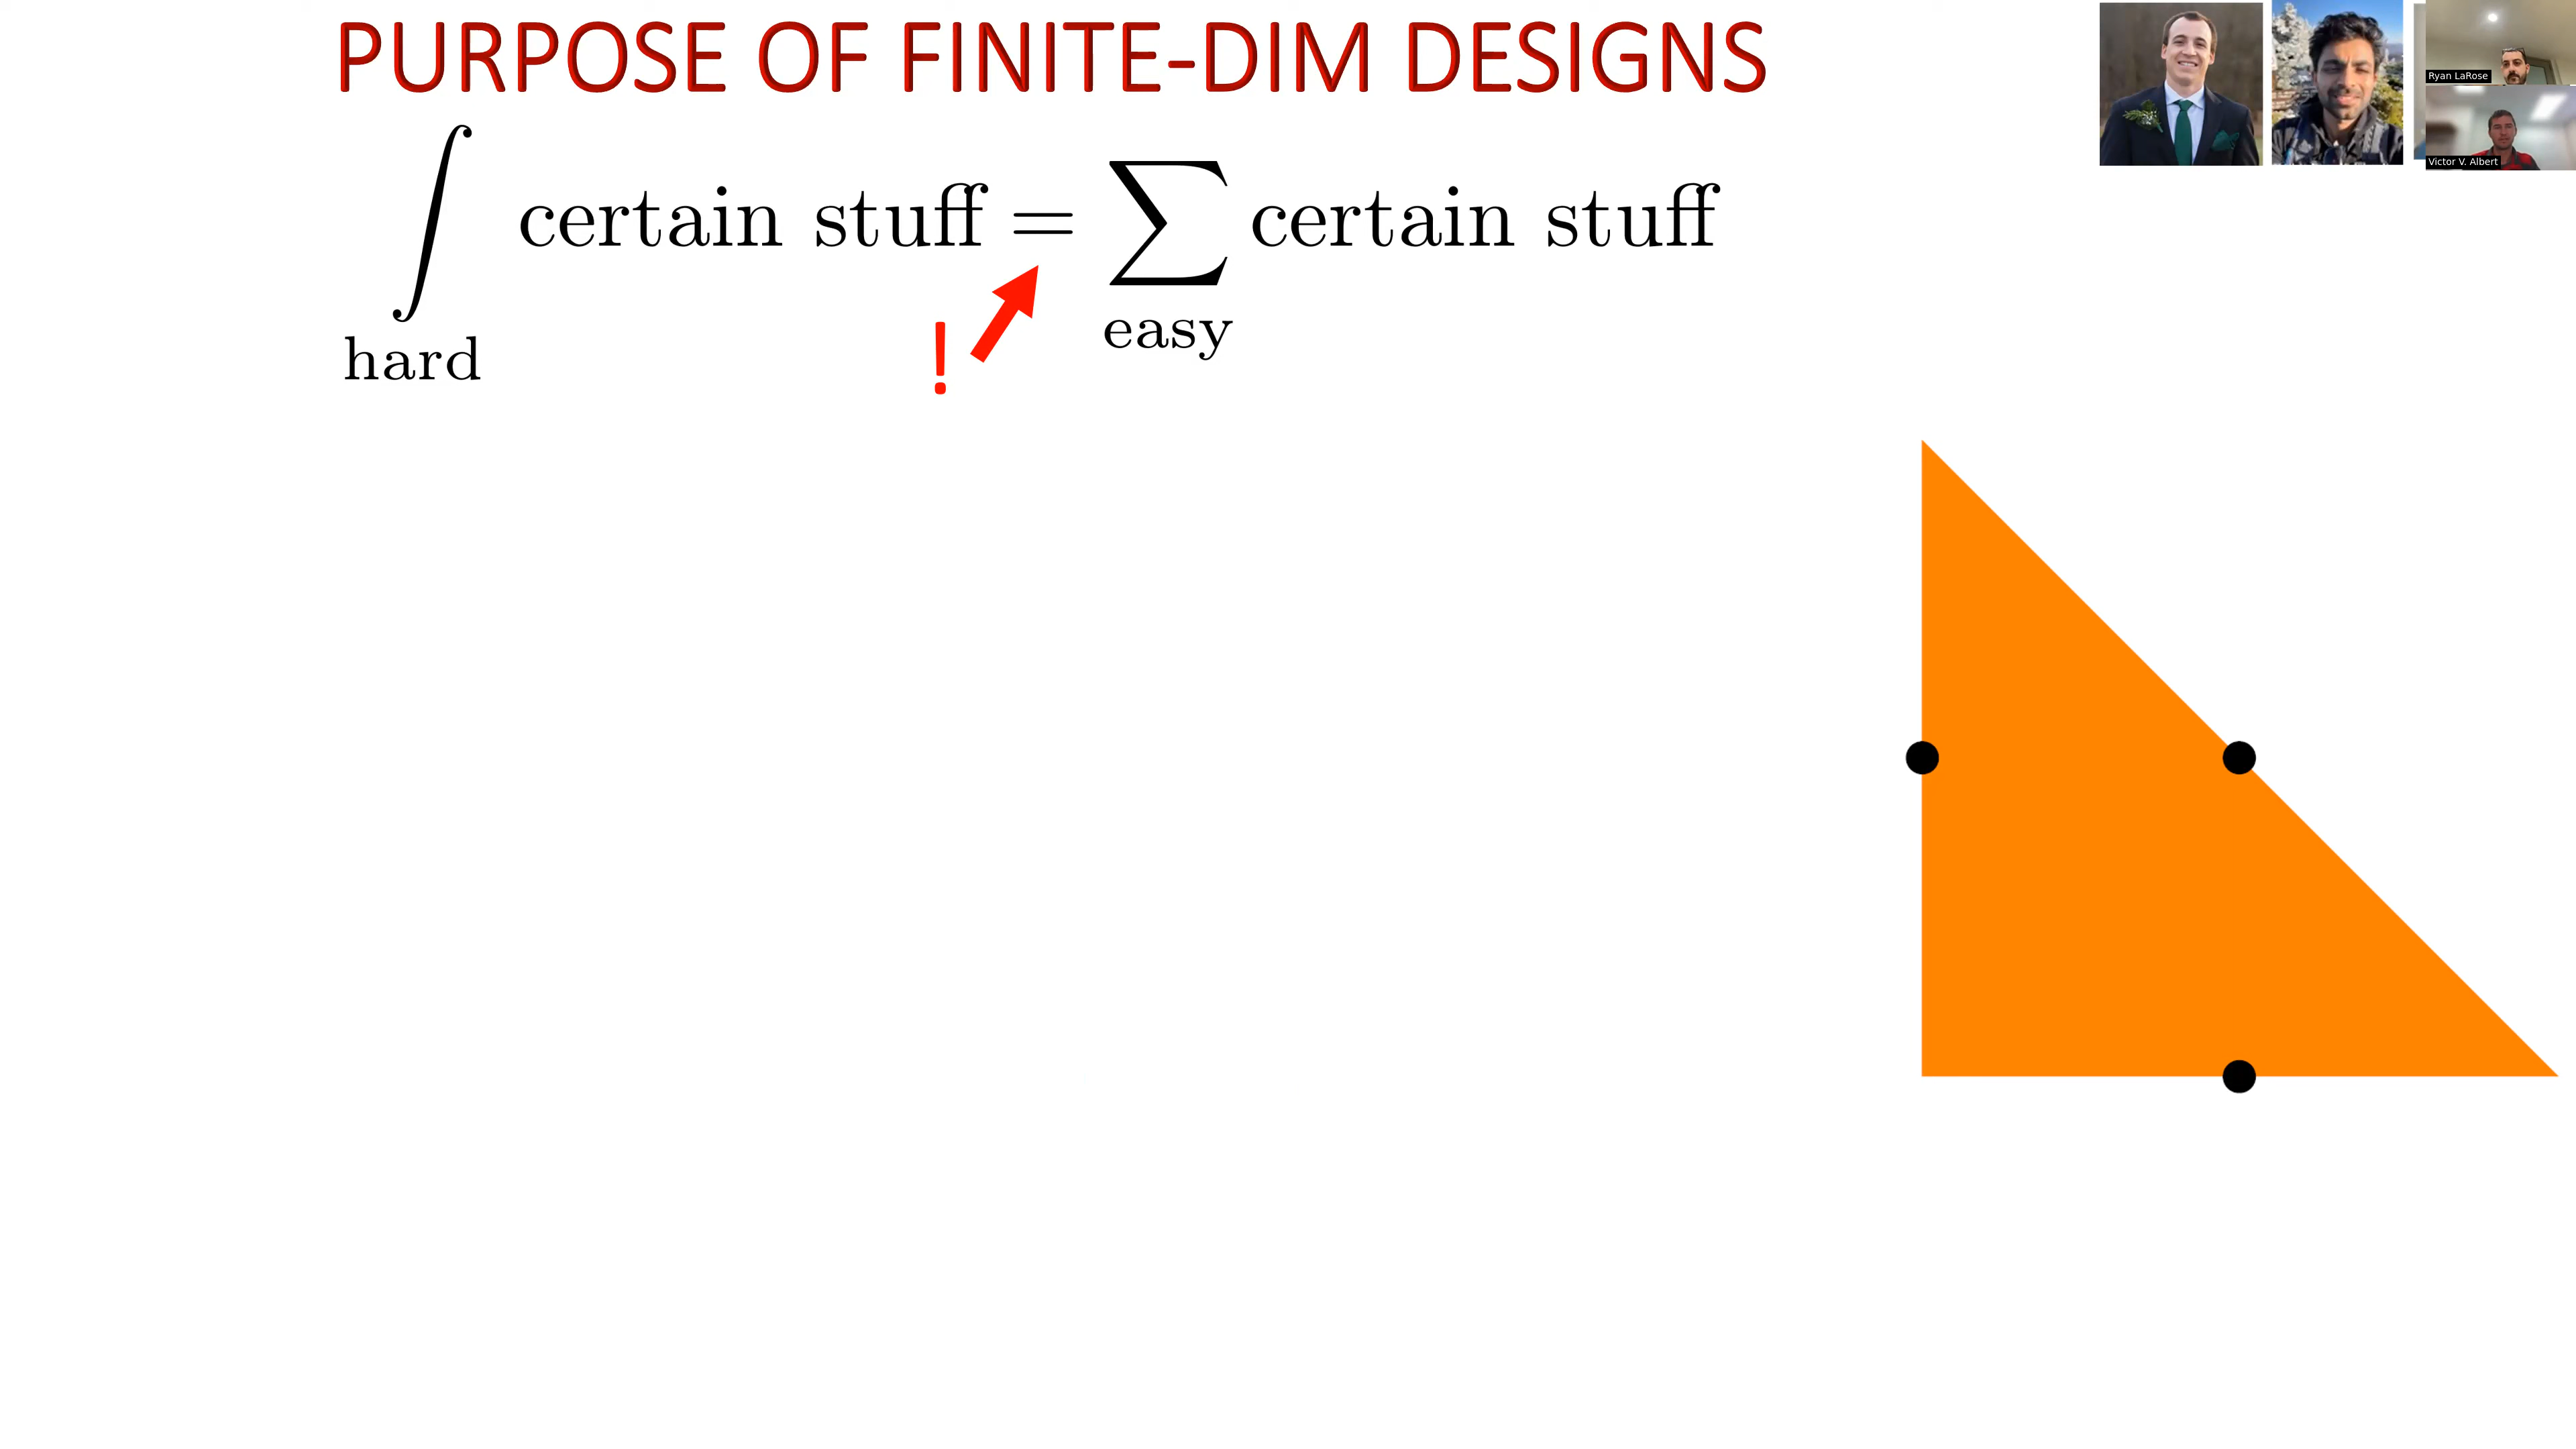 PURPOSE OF FINITE-DIM DESIGNS
Ryan LaRose
Victor V. Albert
∫ certain stuff = ∑ certain stuff
hard
easy
!